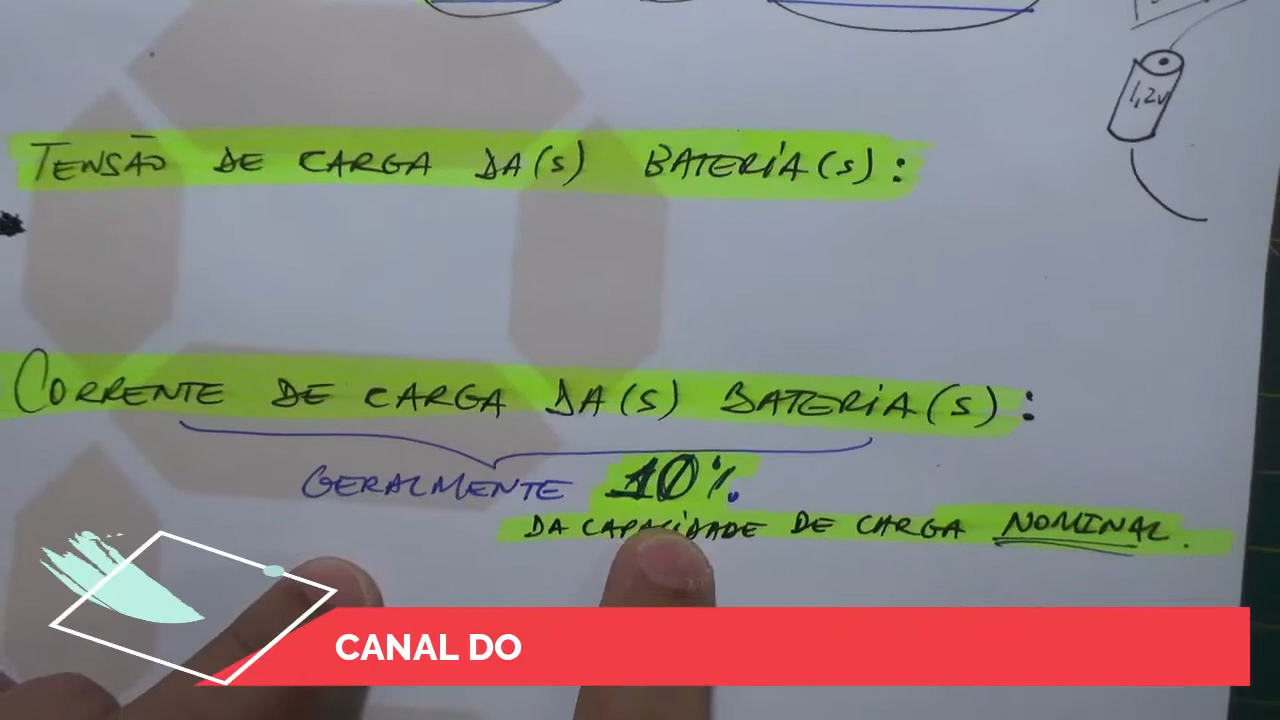 1,2V
TENSÃO DE CARGA DA(S) BATERÍA(S):
CORRENTE DE CARGA DA(S) BATERIA(S):
GERALMENTE 10%
DA CAPACIDADE DE CARGA NOMINAL.
CANAL DO